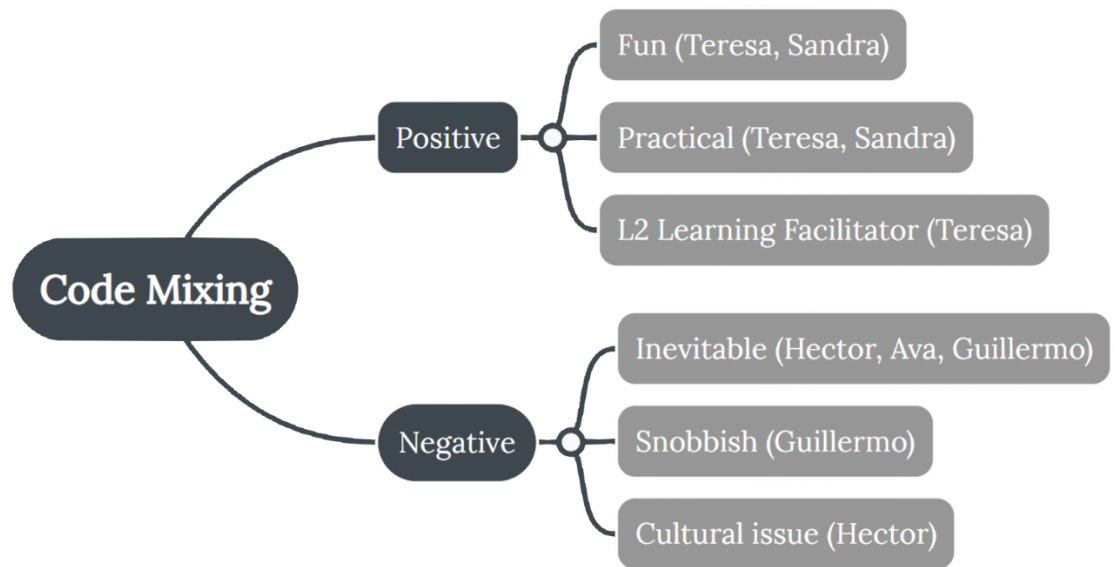 Code Mixing
Positive
Fun (Teresa, Sandra)
Practical (Teresa, Sandra)
L2 Learning Facilitator (Teresa)
Negative
Inevitable (Hector, Ava, Guillermo)
Snobbish (Guillermo)
Cultural issue (Hector)